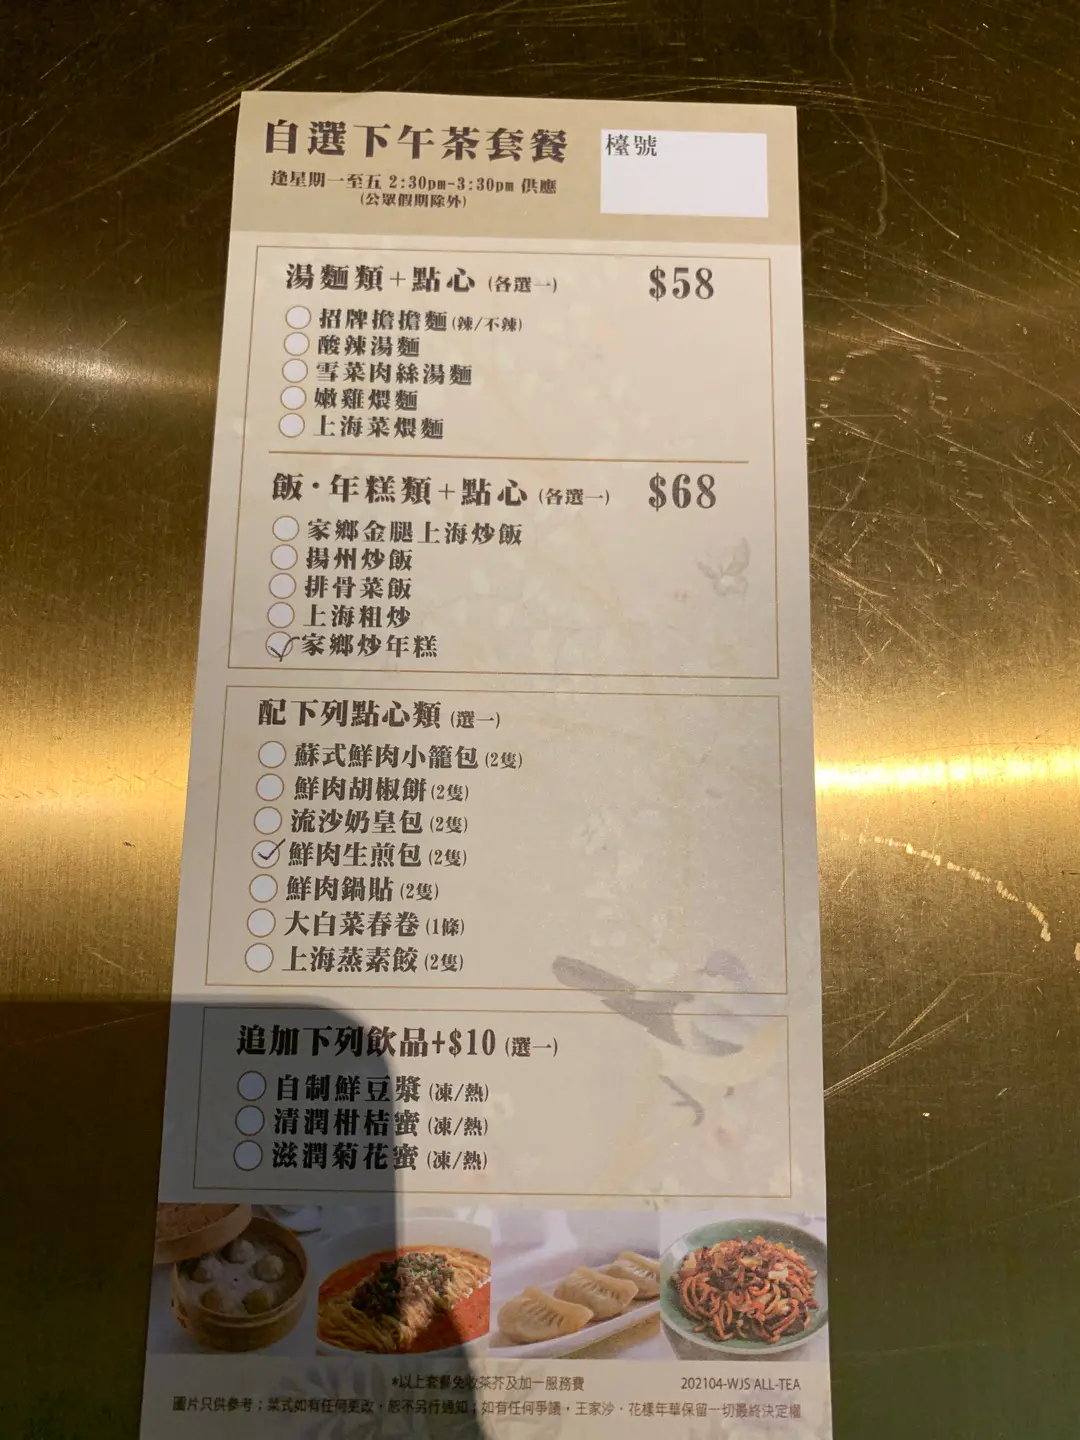 自選下午茶套餐
檯號
逢星期一至五 2:30pm-3:30pm 供應
(公眾假期除外)
湯麵類+點心 (各選一) $58
招牌擔擔麵 (辣/不辣)
酸辣湯麵
雪菜肉絲湯麵
嫩雞煨麵
上海菜煨麵
飯·年糕類+點心 (各選一) $68
家鄉金腿上海炒飯
揚州炒飯
排骨菜飯
上海粗炒
家鄉炒年糕
配下列點心類 (選一)
蘇式鮮肉小籠包 (2隻)
鮮肉胡椒餅 (2隻)
流沙奶皇包 (2隻)
鮮肉生煎包 (2隻)
鮮肉鍋貼 (2隻)
大白菜春卷 (1條)
上海蒸素餃 (2隻)
追加下列飲品+$10 (選一)
自制鮮豆漿 (凍/熱)
清潤柑桔蜜 (凍/熱)
滋潤菊花蜜 (凍/熱)
*以上套餐免收茶芥及加一服務費
202104-WJS ALL-TEA
圖片只供參考；菜式如有任何更改，恕不另行通知；如有任何爭議，王家沙·花樣年華保留一切最終決定權